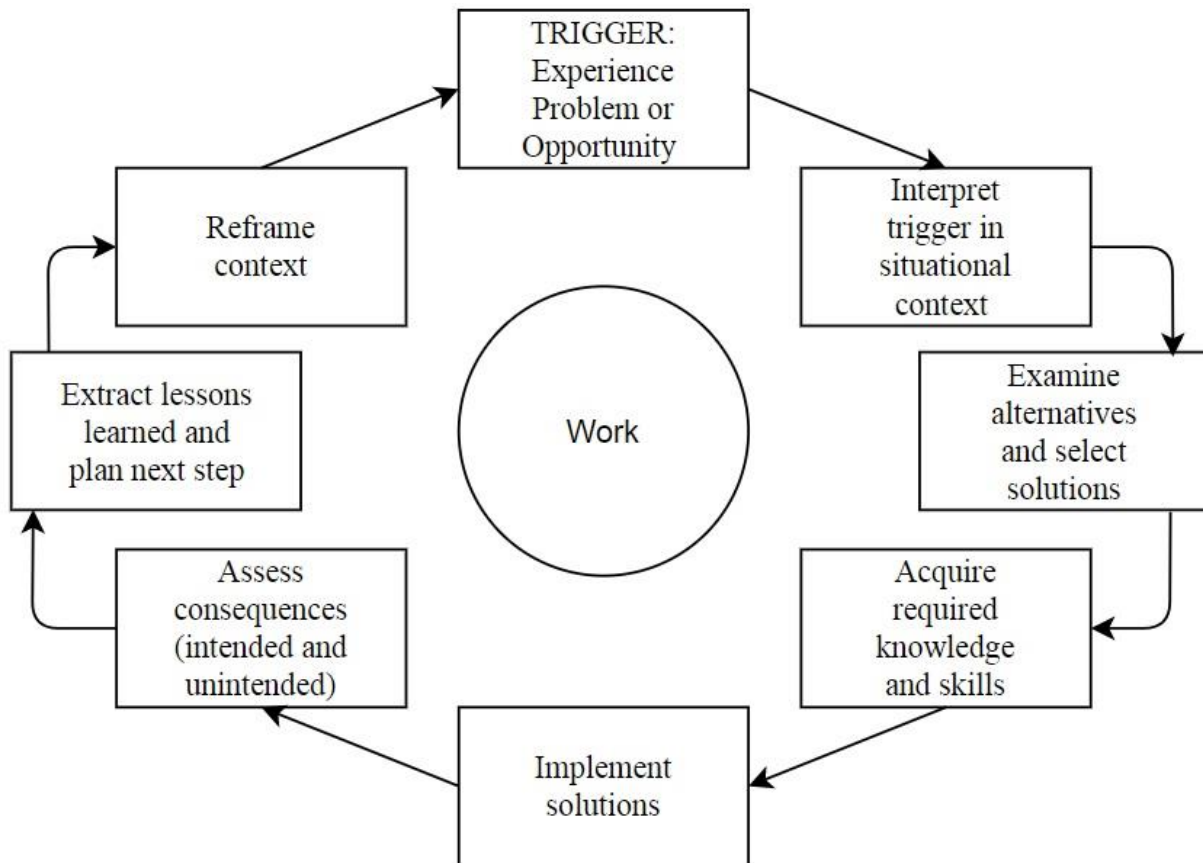 TRIGGER:
Experience
Problem or
Opportunity
Interpret
trigger in
situational
context
Examine
alternatives
and select
solutions
Acquire
required
knowledge
and skills
Implement
solutions
Assess
consequences
(intended and
unintended)
Extract lessons
learned and
plan next step
Reframe
context
Work